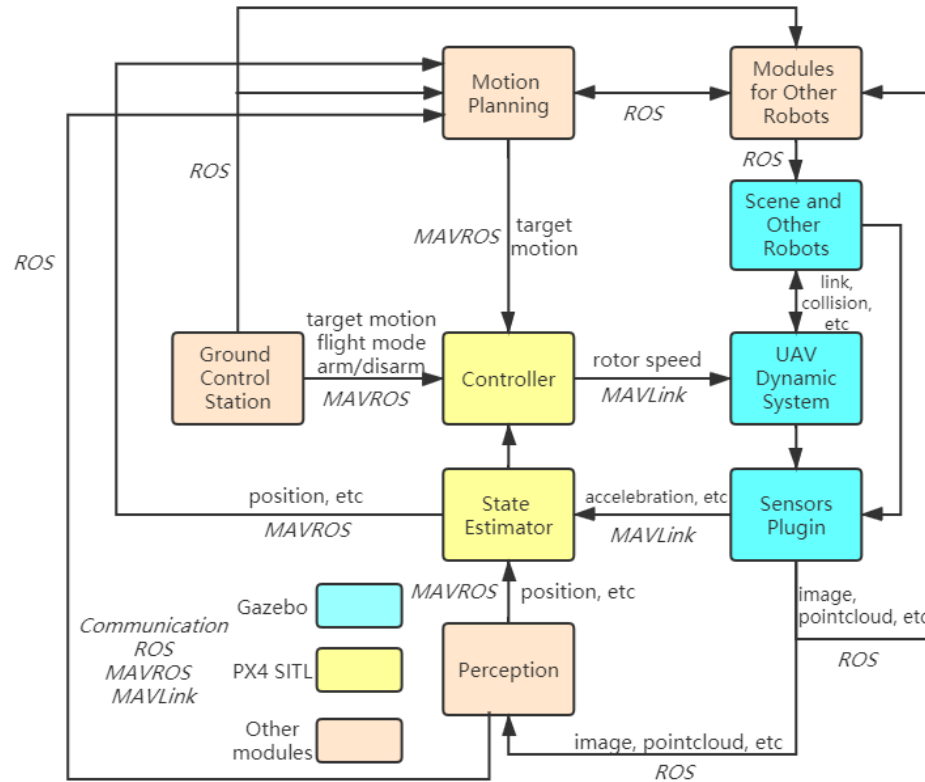 Motion
Planning
Modules
for Other
Robots
ROS
ROS
ROS
ROS
Scene and
Other
Robots
MAVROS
target
motion
link,
collision,
etc
target motion
flight mode
arm/disarm
MAVROS
Ground
Control
Station
Controller
rotor speed
MAVLink
UAV
Dynamic
System
position, etc
MAVROS
State
Estimator
accelebration, etc
MAVLink
Sensors
Plugin
MAVROS
position, etc
image,
pointcloud, etc
ROS
Gazebo
Communication
ROS
MAVROS
MAVLink
PX4 SITL
Other
modules
Perception
image, pointcloud, etc
ROS